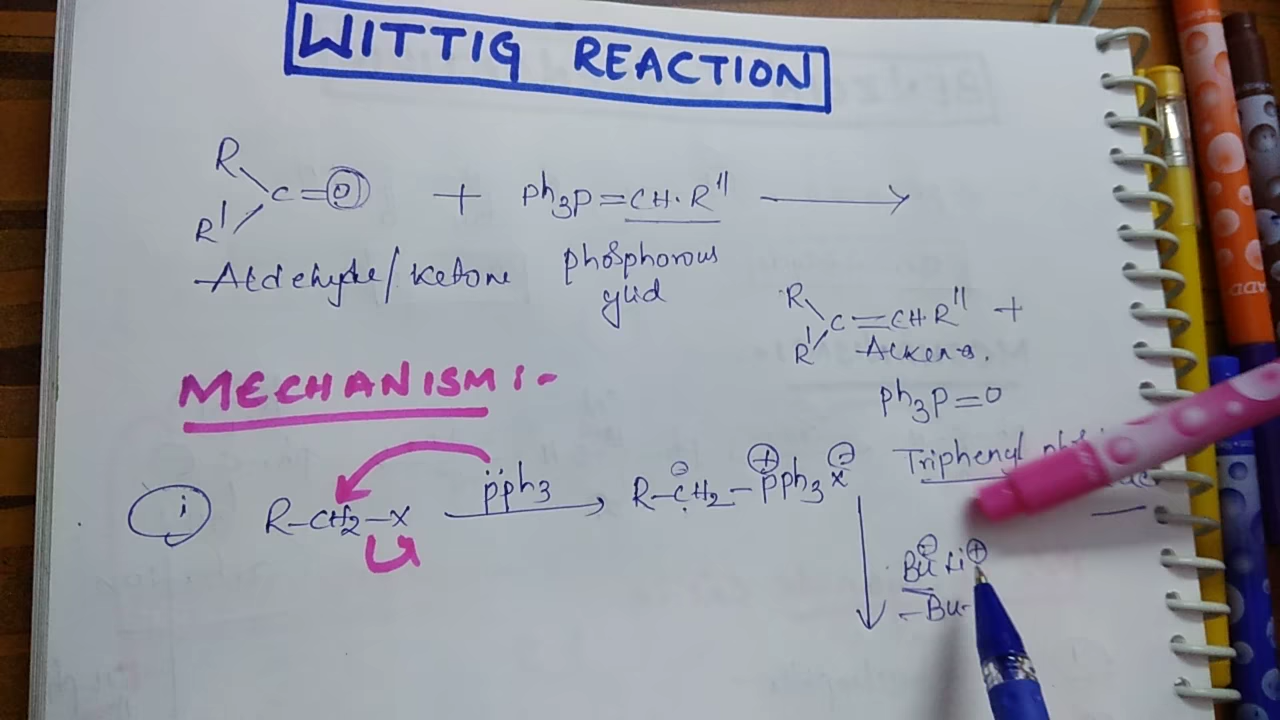 WITTIG REACTION
R
C=O + Ph3P=CH·R" →
R'
Aldehyde/Ketone phosphorous
ylid
R
C=CH·R" +
R'
Alkene.
Ph3P=O
Triphenyl
MECHANISM:-
i R-CH2-X PPh3 → R-CH2-PPh3 X
⊖ ⊕ ⊖
Bu Li
⊖ ⊕
-Bu-